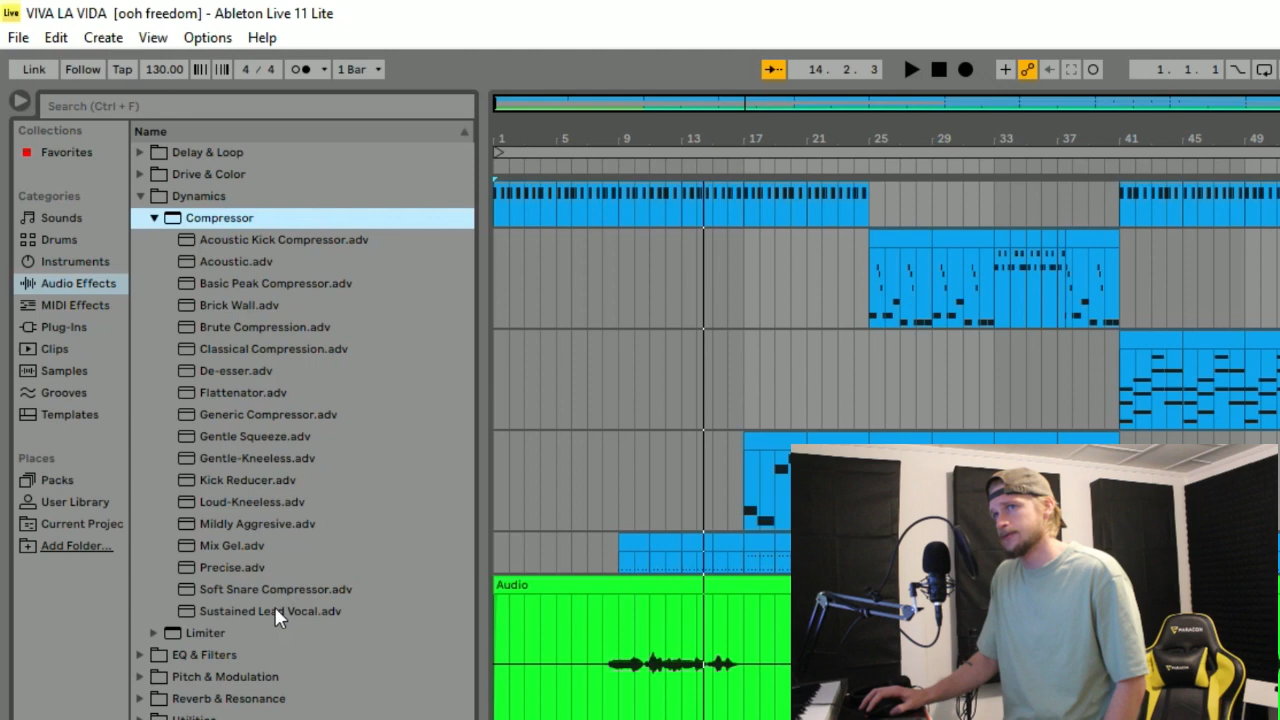 Live VIVA LA VIDA [ooh freedom] - Ableton Live 11 Lite
File Edit Create View Options Help
Link Follow Tap 130.00 4 / 4 1 Bar 14. 2. 3 1. 1. 1
Search (Ctrl + F)
Collections
Favorites
Categories
Sounds
Drums
Instruments
Audio Effects
MIDI Effects
Plug-Ins
Clips
Samples
Grooves
Templates
Places
Packs
User Library
Current Projec
Add Folder...
Name
Delay & Loop
Drive & Color
Dynamics
Compressor
Acoustic Kick Compressor.adv
Acoustic.adv
Basic Peak Compressor.adv
Brick Wall.adv
Brute Compression.adv
Classical Compression.adv
De-esser.adv
Flattenator.adv
Generic Compressor.adv
Gentle Squeeze.adv
Gentle-Kneeless.adv
Kick Reducer.adv
Loud-Kneeless.adv
Mildly Aggresive.adv
Mix Gel.adv
Precise.adv
Soft Snare Compressor.adv
Sustained Lead Vocal.adv
Limiter
EQ & Filters
Pitch & Modulation
Reverb & Resonance
Utilities
1 5 9 13 17 21 25 29 33 37 41 45 49
Audio
PARACON
PARACON